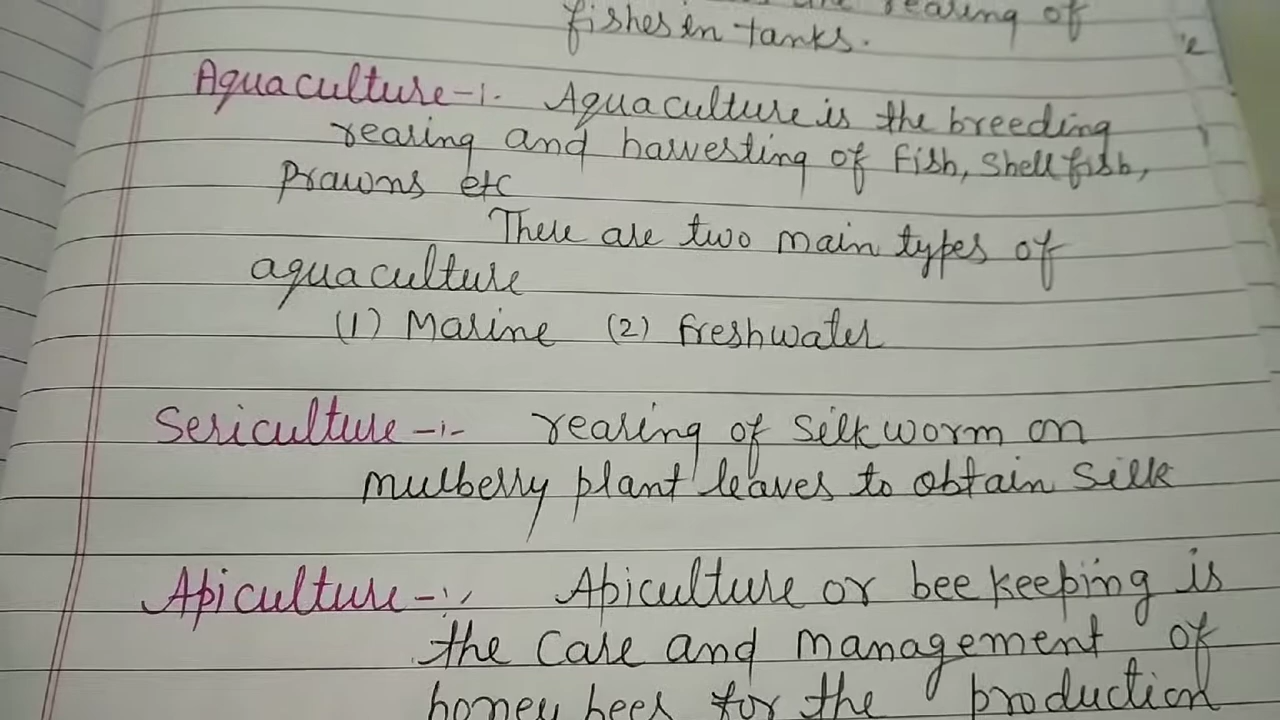 rearing of
fishes in tanks.
Aquaculture -: Aquaculture is the breeding
rearing and harvesting of Fish, Shell fish,
Prawns etc
There are two main types of
aquaculture
(1) Marine (2) freshwater
Sericulture -: rearing of silkworm on
mulberry plant leaves to obtain silk
Apiculture -: Apiculture or bee keeping is
the care and management of
honey bees for the production